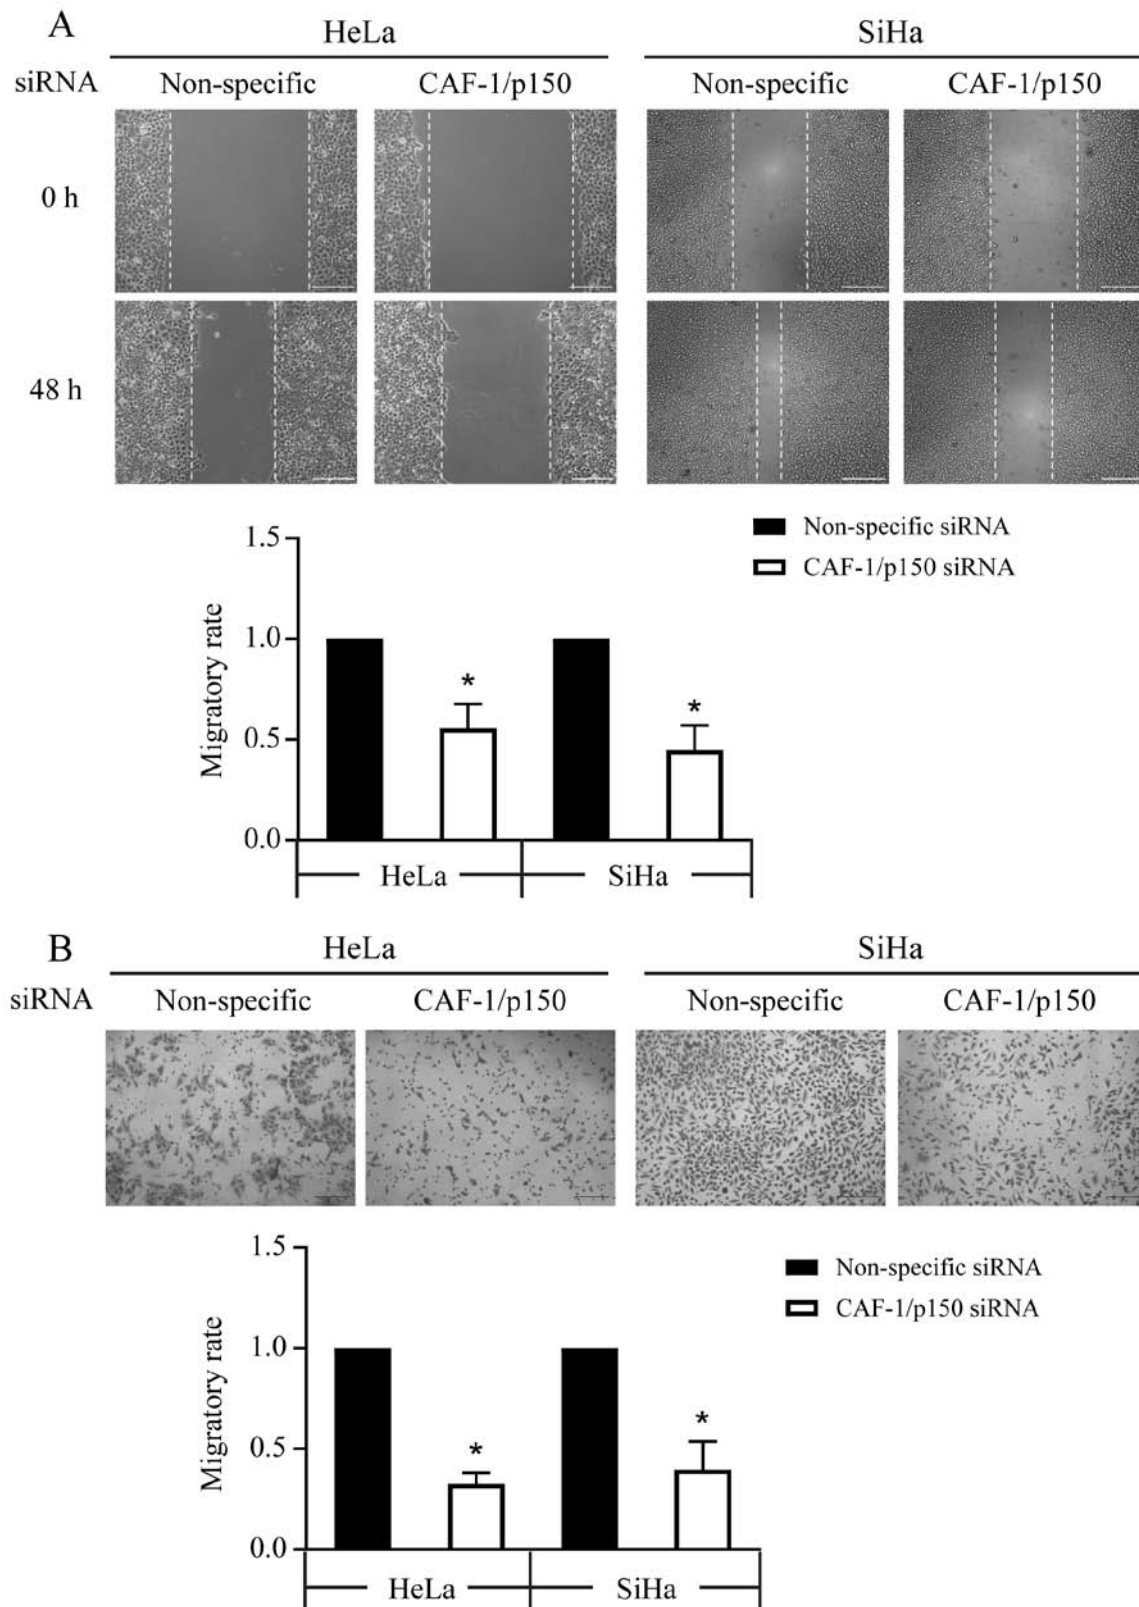 A
HeLa
SiHa
siRNA
Non-specific
CAF-1/p150
Non-specific
CAF-1/p150
0 h
48 h
Non-specific siRNA
CAF-1/p150 siRNA
Migratory rate
1.5
1.0
0.5
0.0
*
*
HeLa
SiHa
B
HeLa
SiHa
siRNA
Non-specific
CAF-1/p150
Non-specific
CAF-1/p150
Non-specific siRNA
CAF-1/p150 siRNA
Migratory rate
1.5
1.0
0.5
0.0
*
*
HeLa
SiHa